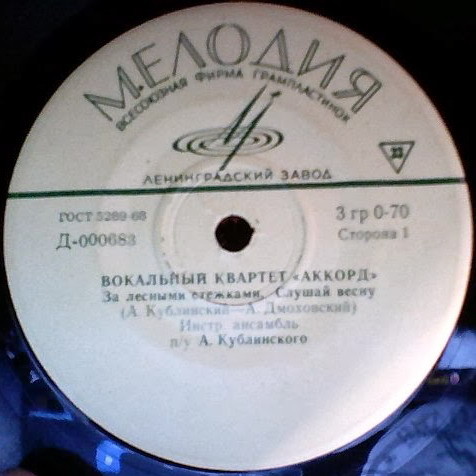 МЕЛОДИЯ
ВСЕСОЮЗНАЯ ФИРМА ГРАМПЛАСТИНОК
ЛЕНИНГРАДСКИЙ ЗАВОД
ГОСТ 5289-68
3 гр 0-70
Д-000683
Сторона 1
ВОКАЛЬНЫЙ КВАРТЕТ «АККОРД»
За лесными стежками. Слушай весну
(А. Кублинский—А. Дмоховский)
Инстр. ансамбль
п/у А. Кублинского